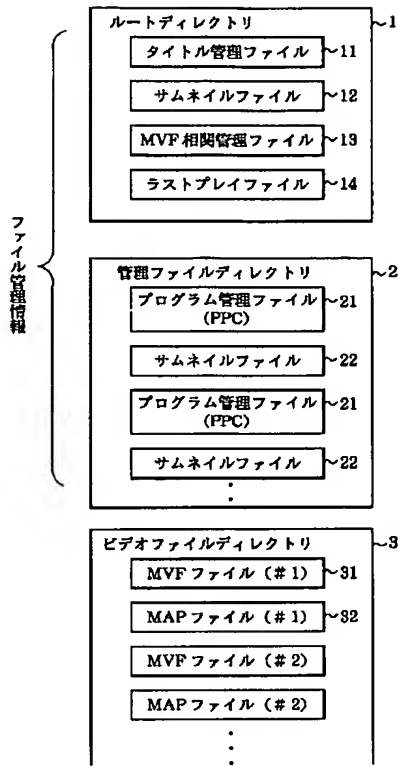 ルートディレクトリ ～1
タイトル管理ファイル ～11
サムネイルファイル ～12
MVF相関管理ファイル ～13
ラストプレイファイル ～14
ファイル管理情報
管理ファイルディレクトリ ～2
プログラム管理ファイル ～21
(PPC)
サムネイルファイル ～22
プログラム管理ファイル ～21
(PPC)
サムネイルファイル ～22
ビデオファイルディレクトリ ～3
MVFファイル(#1) ～31
MAPファイル(#1) ～32
MVFファイル(#2)
MAPファイル(#2)